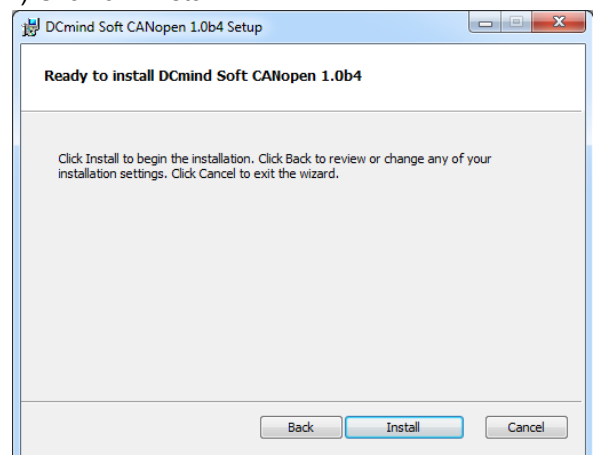 DCmind Soft CANopen 1.0b4 Setup
Ready to install DCmind Soft CANopen 1.0b4
Click Install to begin the installation. Click Back to review or change any of your
installation settings. Click Cancel to exit the wizard.
Back Install Cancel